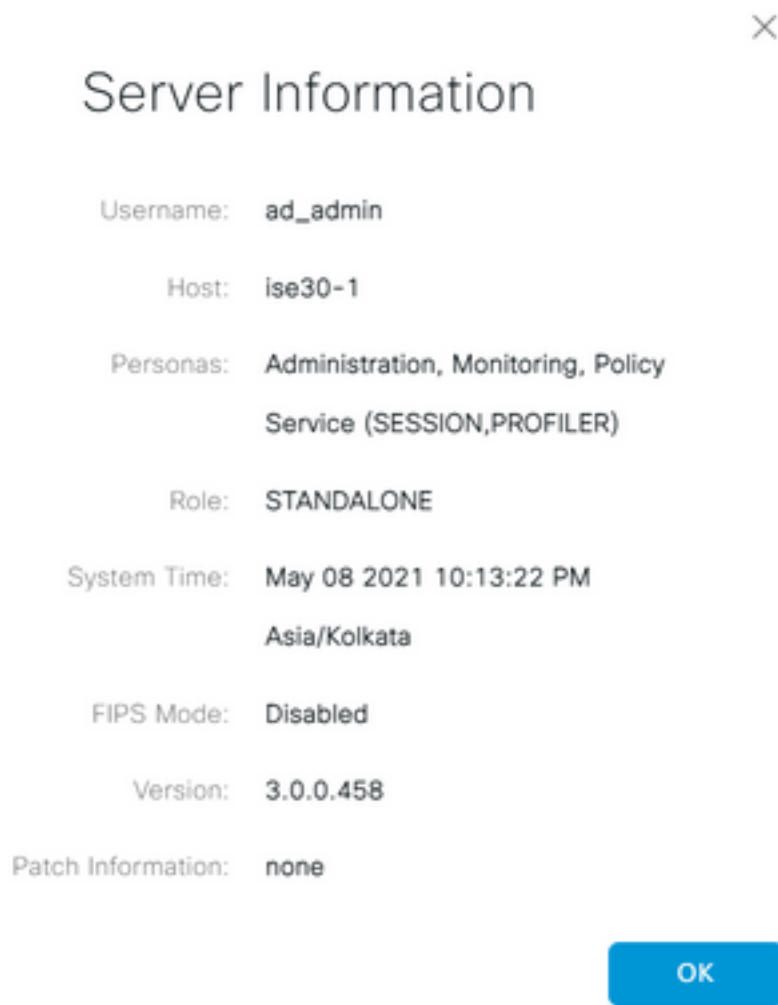 Server Information
Username: ad_admin
Host: ise30-1
Personas: Administration, Monitoring, Policy
Service (SESSION,PROFILER)
Role: STANDALONE
System Time: May 08 2021 10:13:22 PM
Asia/Kolkata
FIPS Mode: Disabled
Version: 3.0.0.458
Patch Information: none
OK